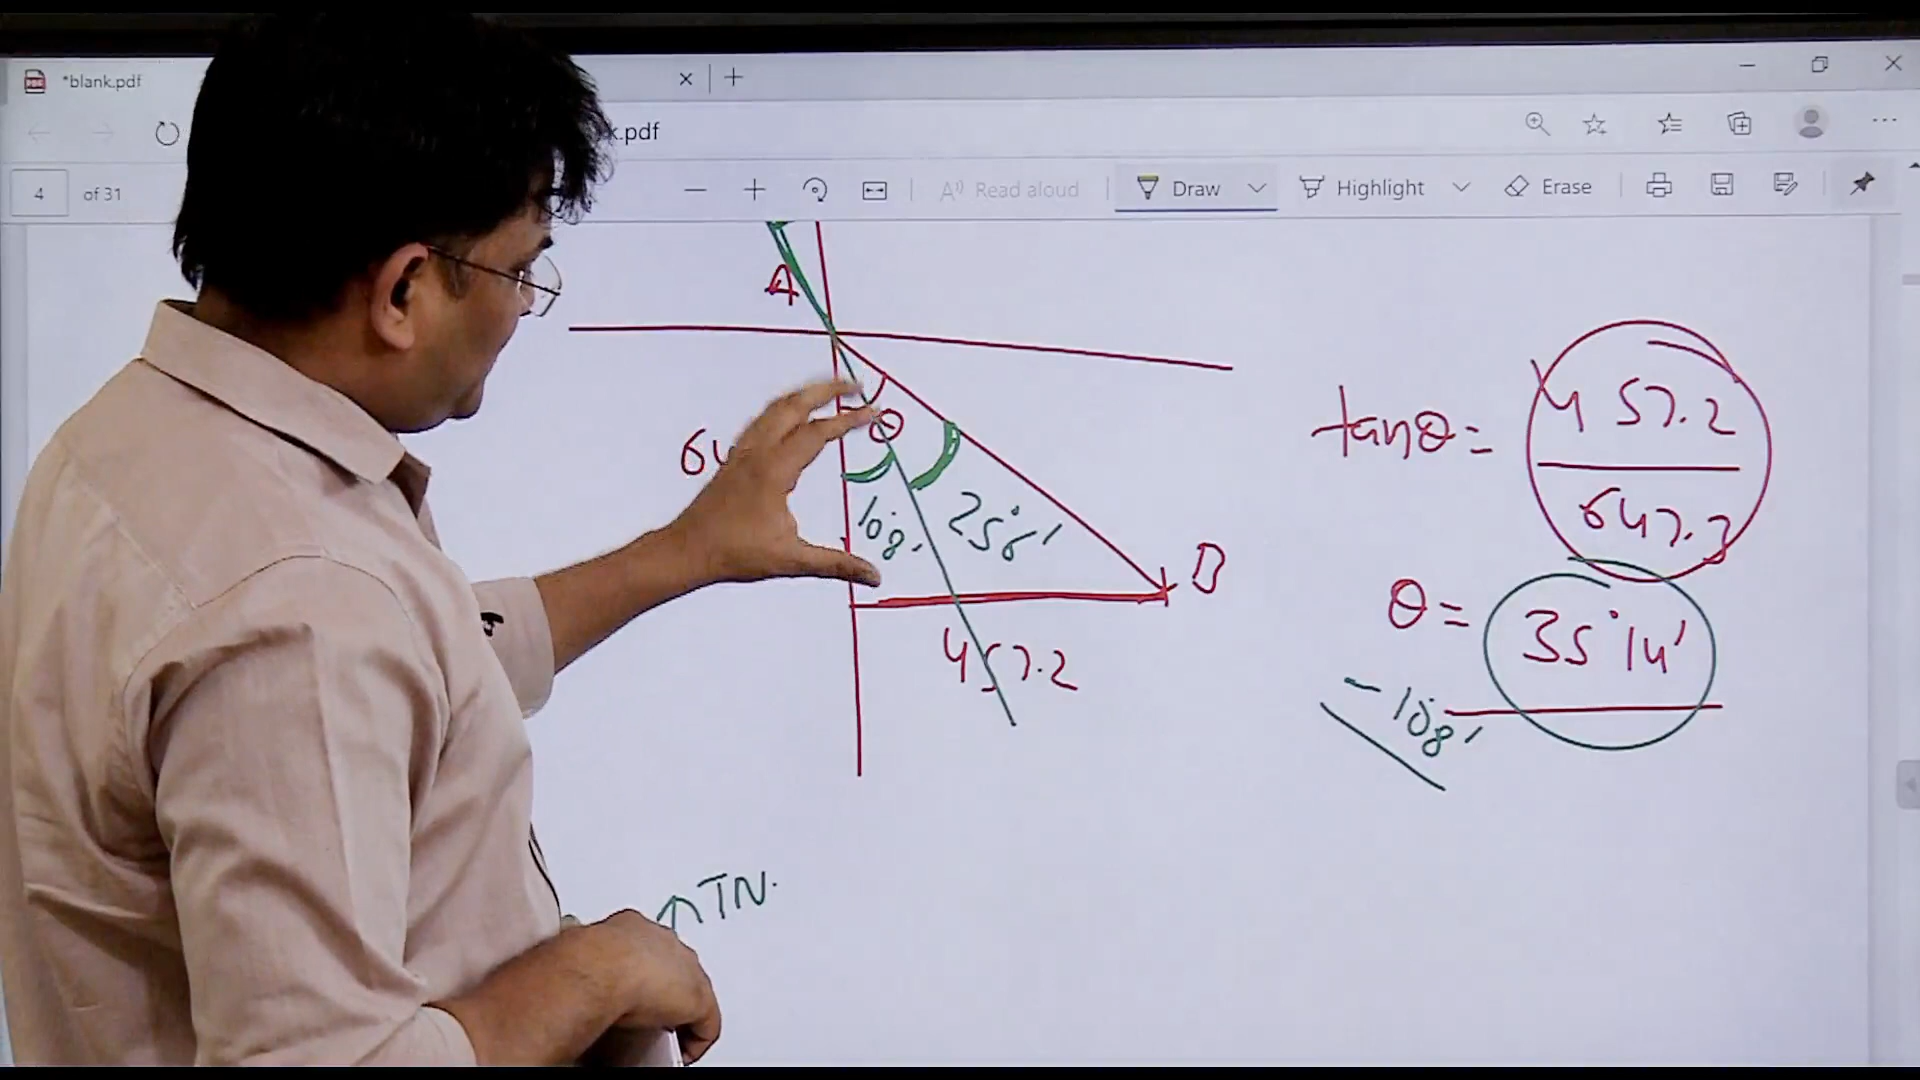 *blank.pdf
k.pdf
4 of 31
Read aloud
Draw
Highlight
Erase
A
64
θ
10°8'
25°6'
B
457.2
tanθ = 457.2
647.3
θ = 35°14'
- 10°8'
TN.